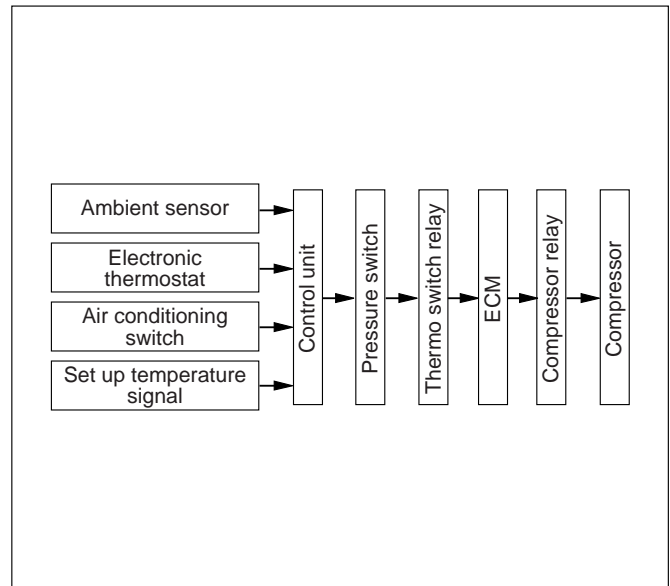 Ambient sensor
Electronic
thermostat
Air conditioning
switch
Set up temperature
signal
Control unit
Pressure switch
Thermo switch relay
ECM
Compressor relay
Compressor